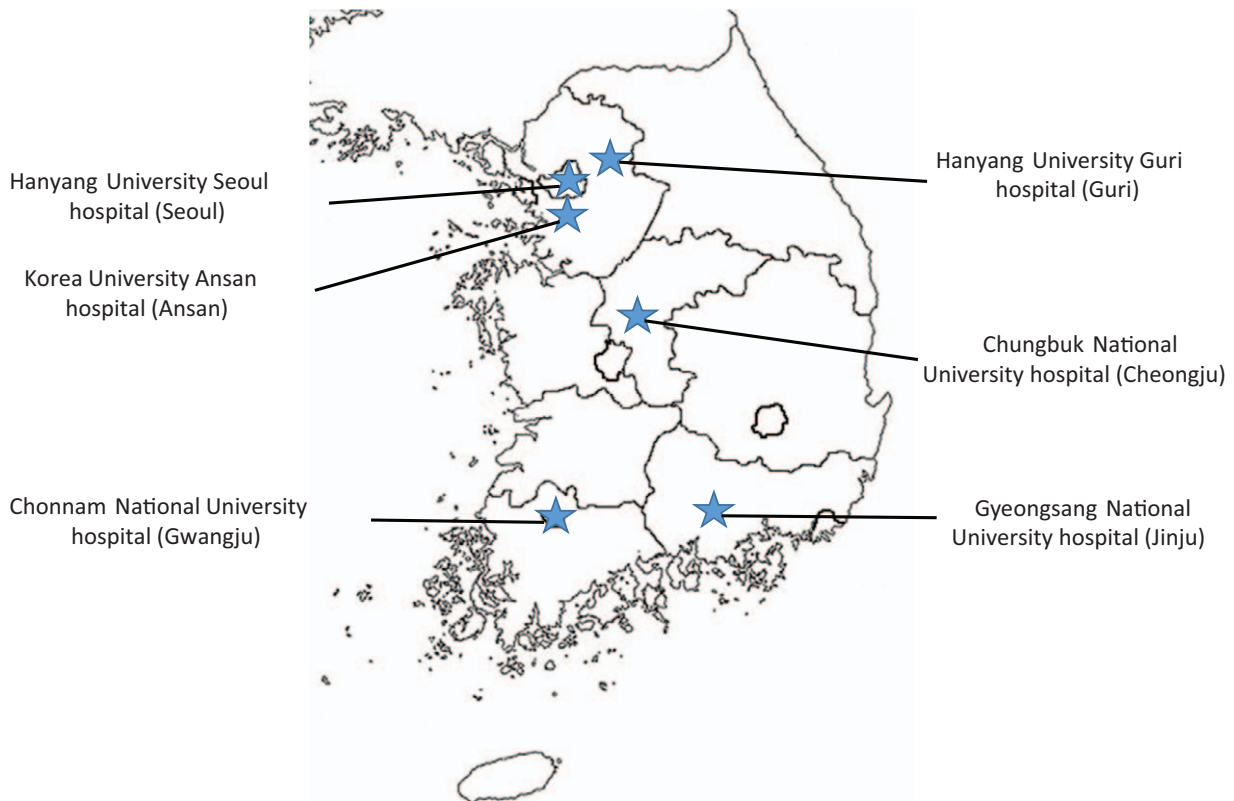 Hanyang University Seoul
hospital (Seoul)
Korea University Ansan
hospital (Ansan)
Chonnam National University
hospital (Gwangju)
Hanyang University Guri
hospital (Guri)
Chungbuk National
University hospital (Cheongju)
Gyeongsang National
University hospital (Jinju)